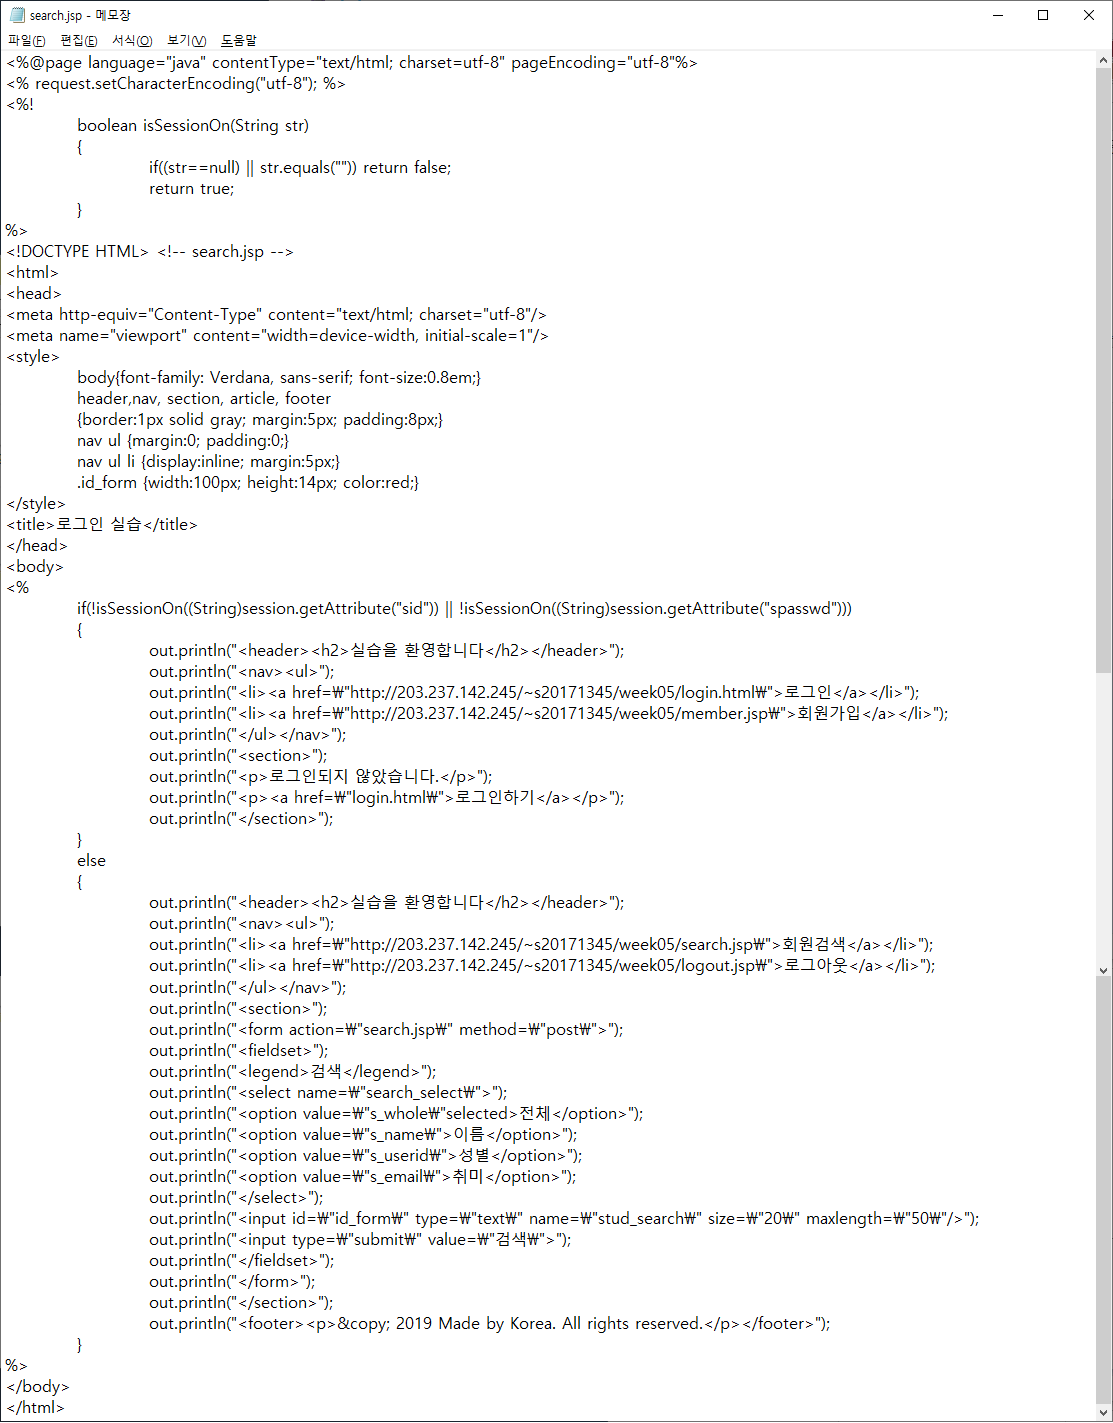 search.jsp - 메모장
파일(F) 편집(E) 서식(O) 보기(V) 도움말
<%@page language="java" contentType="text/html; charset=utf-8" pageEncoding="utf-8"%>
<% request.setCharacterEncoding("utf-8"); %>
<%!
boolean isSessionOn(String str)
{
if((str==null) || str.equals("")) return false;
return true;
}
%>
<!DOCTYPE HTML> <!-- search.jsp -->
<html>
<head>
<meta http-equiv="Content-Type" content="text/html; charset="utf-8"/>
<meta name="viewport" content="width=device-width, initial-scale=1"/>
<style>
body{font-family: Verdana, sans-serif; font-size:0.8em;}
header,nav, section, article, footer
{border:1px solid gray; margin:5px; padding:8px;}
nav ul {margin:0; padding:0;}
nav ul li {display:inline; margin:5px;}
.id_form {width:100px; height:14px; color:red;}
</style>
<title>로그인 실습</title>
</head>
<body>
<%
if(!isSessionOn((String)session.getAttribute("sid")) || !isSessionOn((String)session.getAttribute("spasswd")))
{
out.println("<header><h2>실습을 환영합니다</h2></header>");
out.println("<nav><ul>");
out.println("<li><a href=₩"http://203.237.142.245/~s20171345/week05/login.html₩">로그인</a></li>");
out.println("<li><a href=₩"http://203.237.142.245/~s20171345/week05/member.jsp₩">회원가입</a></li>");
out.println("</ul></nav>");
out.println("<section>");
out.println("<p>로그인되지 않았습니다.</p>");
out.println("<p><a href=₩"login.html₩">로그인하기</a></p>");
out.println("</section>");
}
else
{
out.println("<header><h2>실습을 환영합니다</h2></header>");
out.println("<nav><ul>");
out.println("<li><a href=₩"http://203.237.142.245/~s20171345/week05/search.jsp₩">회원검색</a></li>");
out.println("<li><a href=₩"http://203.237.142.245/~s20171345/week05/logout.jsp₩">로그아웃</a></li>");
out.println("</ul></nav>");
out.println("<section>");
out.println("<form action=₩"search.jsp₩" method=₩"post₩">");
out.println("<fieldset>");
out.println("<legend>검색</legend>");
out.println("<select name=₩"search_select₩">");
out.println("<option value=₩"s_whole₩"selected>전체</option>");
out.println("<option value=₩"s_name₩">이름</option>");
out.println("<option value=₩"s_userid₩">성별</option>");
out.println("<option value=₩"s_email₩">취미</option>");
out.println("</select>");
out.println("<input id=₩"id_form₩" type=₩"text₩" name=₩"stud_search₩" size=₩"20₩" maxlength=₩"50₩"/>");
out.println("<input type=₩"submit₩" value=₩"검색₩">");
out.println("</fieldset>");
out.println("</form>");
out.println("</section>");
out.println("<footer><p>&copy; 2019 Made by Korea. All rights reserved.</p></footer>");
}
%>
</body>
</html>